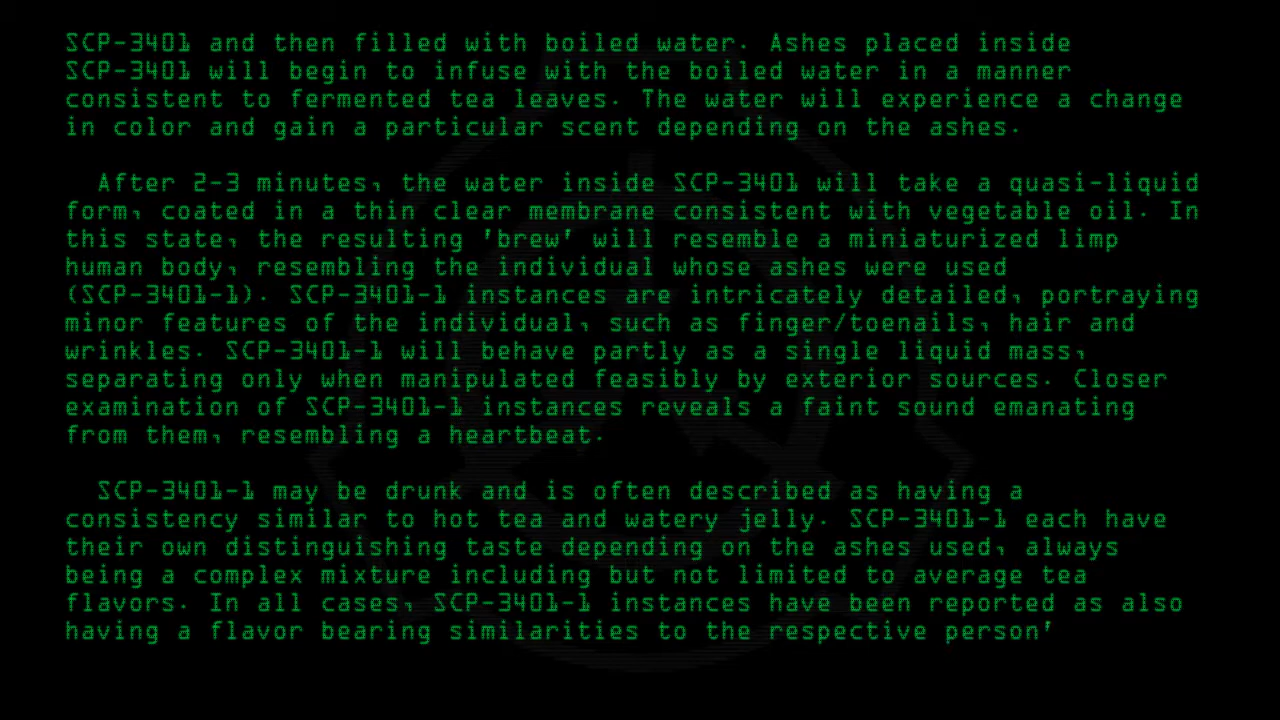 SCP-3401 and then filled with boiled water. Ashes placed inside
SCP-3401 will begin to infuse with the boiled water in a manner
consistent to fermented tea leaves. The water will experience a change
in color and gain a particular scent depending on the ashes.
After 2-3 minutes, the water inside SCP-3401 will take a quasi-liquid
form, coated in a thin clear membrane consistent with vegetable oil. In
this state, the resulting 'brew' will resemble a miniaturized limp
human body, resembling the individual whose ashes were used
(SCP-3401-1). SCP-3401-1 instances are intricately detailed, portraying
minor features of the individual, such as finger/toenails, hair and
wrinkles. SCP-3401-1 will behave partly as a single liquid mass,
separating only when manipulated feasibly by exterior sources. Closer
examination of SCP-3401-1 instances reveals a faint sound emanating
from them, resembling a heartbeat.
SCP-3401-1 may be drunk and is often described as having a
consistency similar to hot tea and watery jelly. SCP-3401-1 each have
their own distinguishing taste depending on the ashes used, always
being a complex mixture including but not limited to average tea
flavors. In all cases, SCP-3401-1 instances have been reported as also
having a flavor bearing similarities to the respective person'